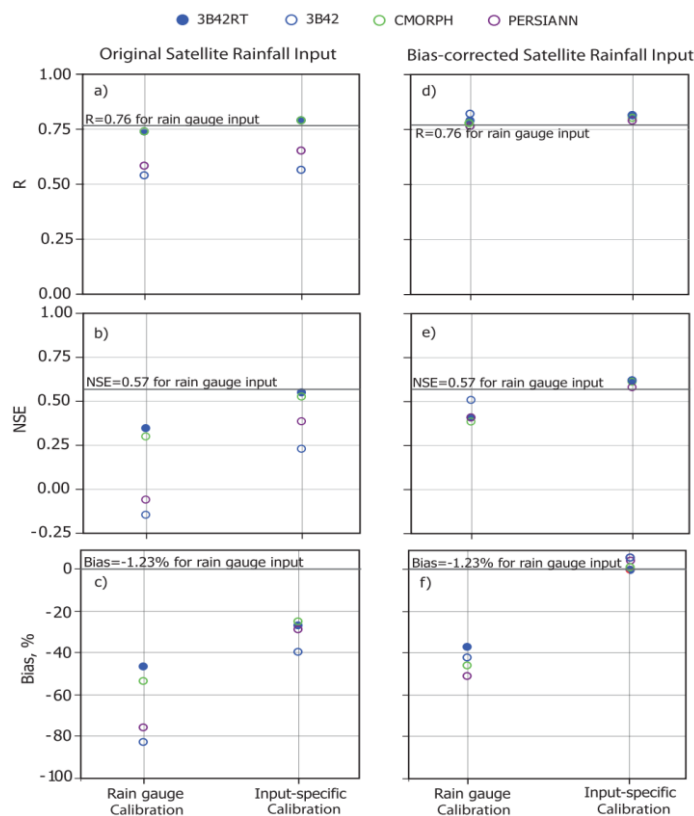 3B42RT 3B42 CMORPH PERSIANN
Original Satellite Rainfall Input
Bias-corrected Satellite Rainfall Input
1.00
a)
R=0.76 for rain gauge input
0.75
R
0.50
0.25
0.00
d)
R=0.76 for rain gauge input
1.00
b)
0.75
NSE=0.57 for rain gauge input
0.50
NSE
0.25
0.00
-0.25
e)
NSE=0.57 for rain gauge input
Bias=-1.23% for rain gauge input
0
c)
-20
-40
Bias, %
-60
-80
-100
Bias=-1.23% for rain gauge input
f)
Rain gauge
Calibration
Input-specific
Calibration
Rain gauge
Calibration
Input-specific
Calibration